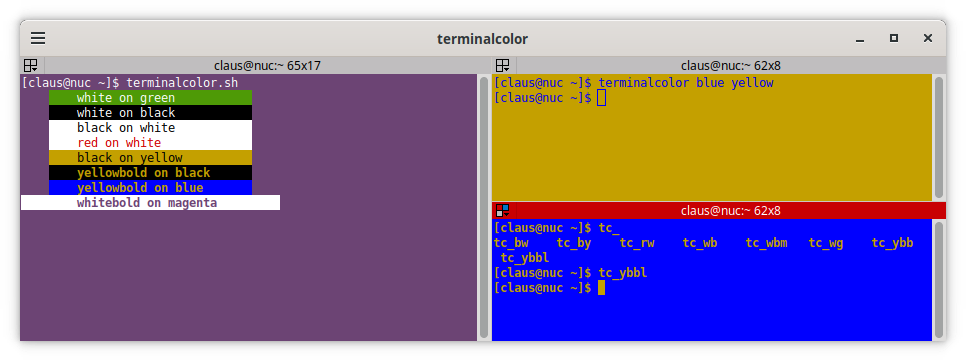 terminalcolor
claus@nuc:~ 65x17
[claus@nuc ~]$ terminalcolor.sh
white on green
white on black
black on white
red on white
black on yellow
yellowbold on black
yellowbold on blue
whitebold on magenta
claus@nuc:~ 62x8
[claus@nuc ~]$ terminalcolor blue yellow
[claus@nuc ~]$
claus@nuc:~ 62x8
[claus@nuc ~]$ tc_
tc_bw tc_by tc_rw tc_wb tc_wbm tc_wg tc_ybb
tc_ybbl
[claus@nuc ~]$ tc_ybbl
[claus@nuc ~]$